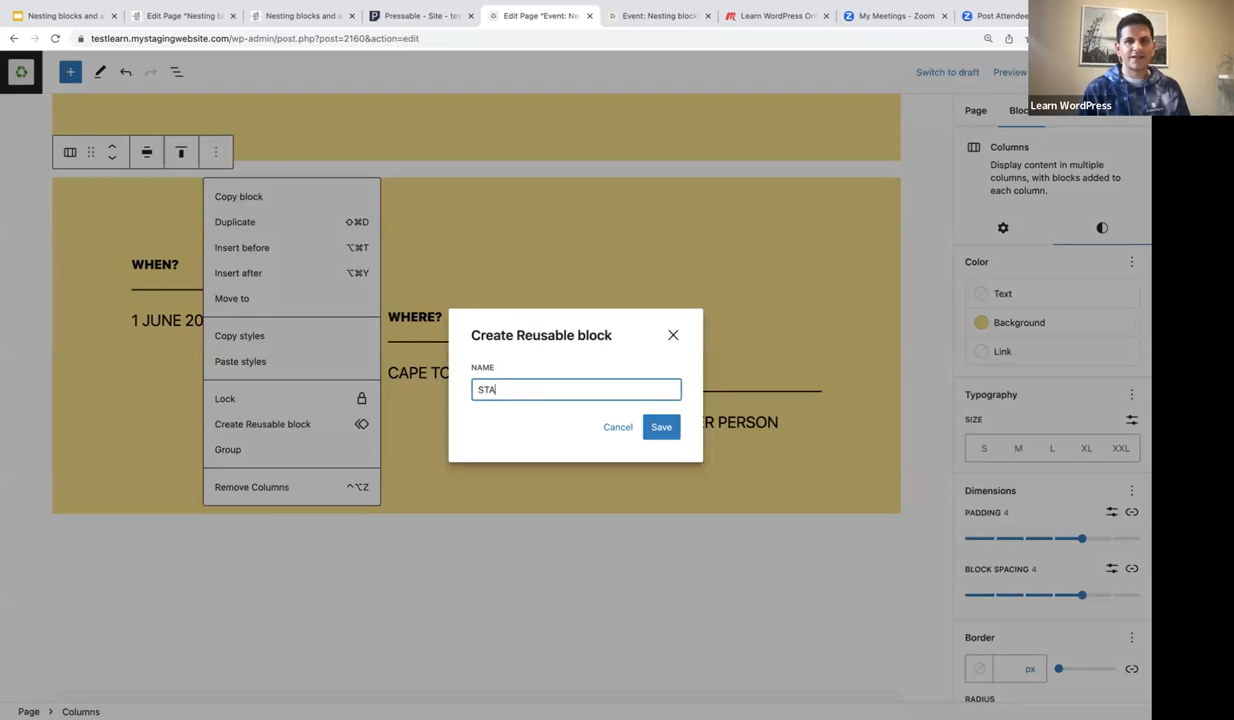 Nesting blocks and a
Edit Page "Nesting b
Nesting blocks and a
Pressable - Site - te
Edit Page "Event: Ne
Event: Nesting block
Learn WordPress On
My Meetings - Zoom
Post Attendee
testlearn.mystagingwebsite.com/wp-admin/post.php?post=2160&action=edit
Switch to draft
Preview
Learn WordPress
Page
Bloc
Columns
Display content in multiple
columns, with blocks added to
each column.
Color
Text
Background
Link
Typography
SIZE
S M L XL XXL
Dimensions
PADDING 4
BLOCK SPACING 4
Border
px
RADIUS
WHEN?
1 JUNE 20
Copy block
Duplicate ⇧⌘D
Insert before ⌥⌘T
Insert after ⌥⌘Y
Move to
Copy styles
Paste styles
Lock
Create Reusable block
Group
Remove Columns ^⌥Z
WHERE?
CAPE TO
ER PERSON
Create Reusable block
NAME
STA
Cancel
Save
Page > Columns